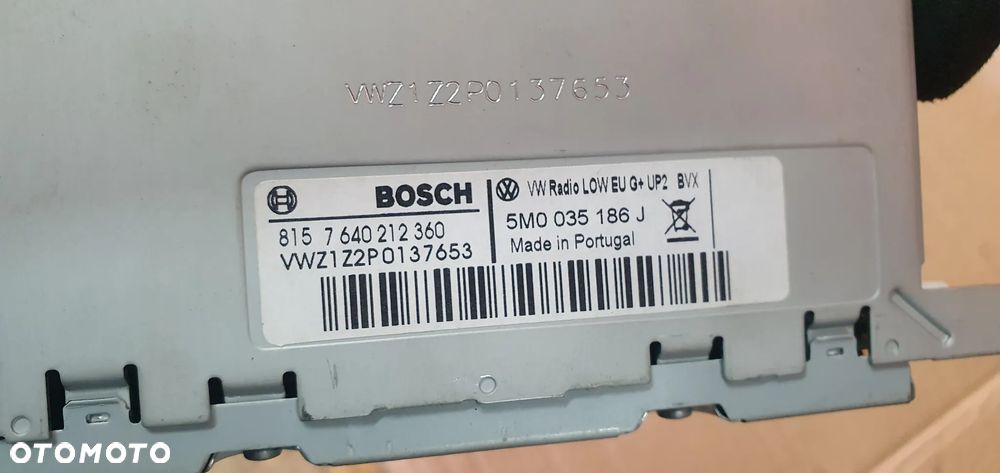 VWZ1Z2P0137653
BOSCH
815 7 640 212 360
VWZ1Z2P0137653
VW Radio LOW EU G+ UP2 BVX
5M0 035 186 J
Made in Portugal
OTOMOTO